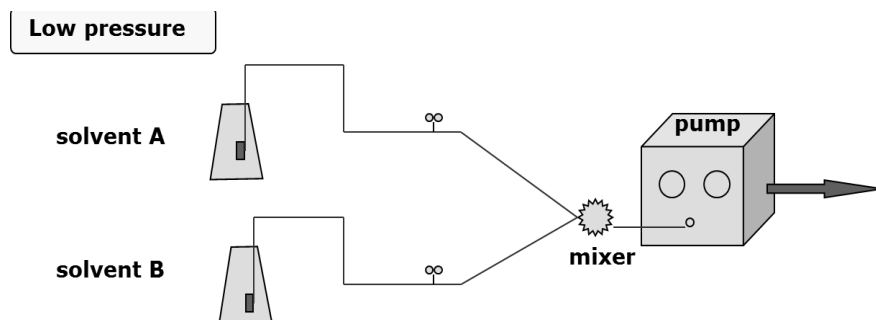 Low pressure
solvent A
pump
mixer
solvent B